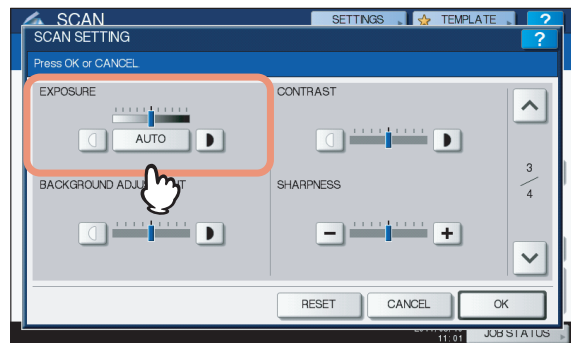 SCAN
SETTINGS
TEMPLATE
?
SCAN SETTING
?
Press OK or CANCEL
EXPOSURE
AUTO
CONTRAST
3
4
BACKGROUND
SHARPNESS
RESET
CANCEL
OK
11:01
JOB STATUS